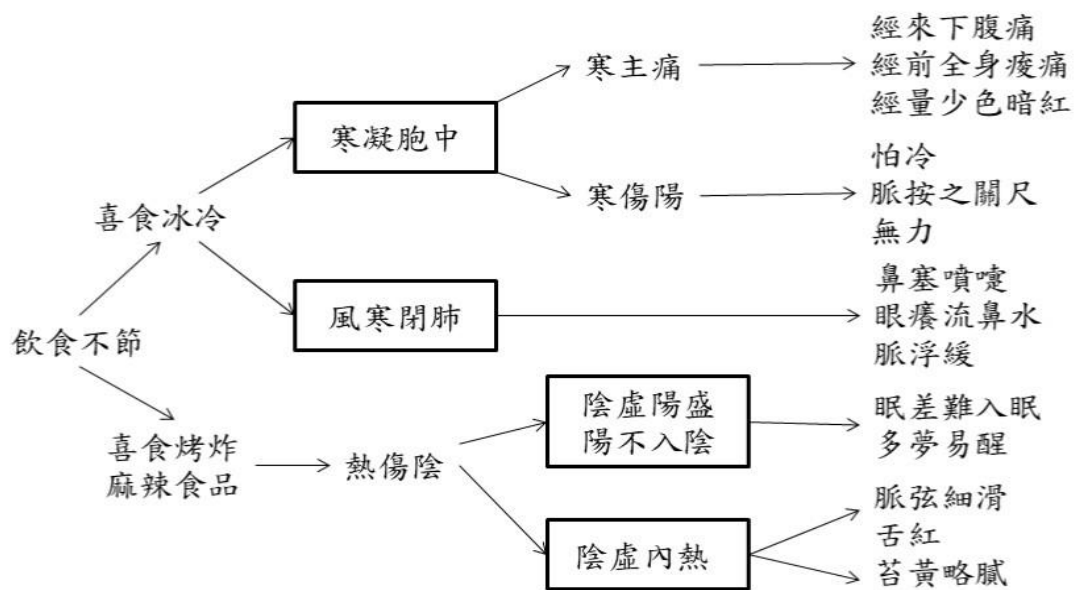 飲食不節
喜食冰冷
寒凝胞中
寒主痛
經來下腹痛
經前全身痠痛
經量少色暗紅
寒傷陽
怕冷
脈按之關尺
無力
風寒閉肺
鼻塞噴嚏
眼癢流鼻水
脈浮緩
喜食烤炸
麻辣食品
熱傷陰
陰虛陽盛
陽不入陰
眠差難入眠
多夢易醒
陰虛內熱
脈弦細滑
舌紅
苔黃略膩